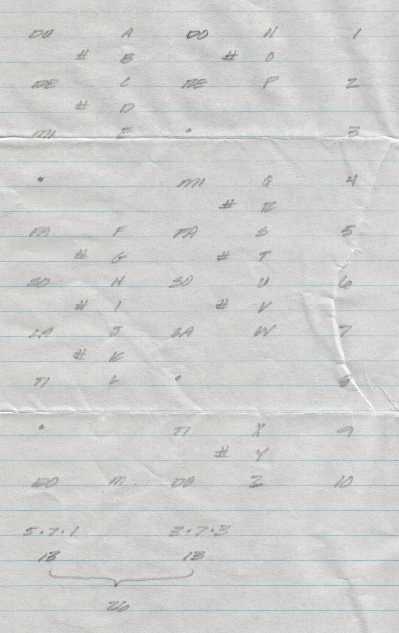 DO A DO N 1
# B # O
RE C RE P 2
# D
MI E • 3
• MI Q 4
# R
FA F FA S 5
# G # T
SO H SO U 6
# I # V
LA J LA W 7
# K
TI L • 8
• TI X 9
# Y
DO M DO Z 10
5•7•1 3•7•3
13 13
26